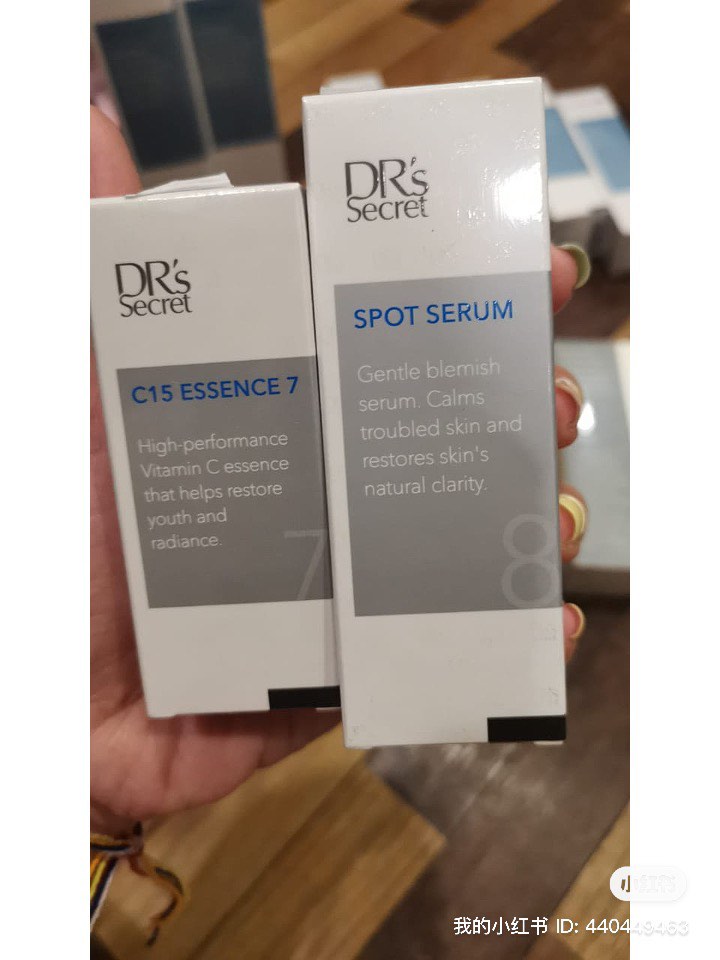 DR's
Secret
C15 ESSENCE 7
High-performance
Vitamin C essence
that helps restore
youth and
radiance.
7
DR's
Secret
SPOT SERUM
Gentle blemish
serum. Calms
troubled skin and
restores skin's
natural clarity.
8
小红书
我的小红书 ID: 440449463